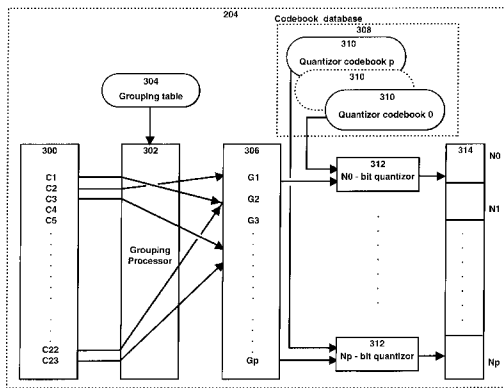 204
Codebook database
308
310
Quantizor codebook p
310
310
Quantizor codebook 0
304
Grouping table
300
302
306
312
314
C1
C2
C3
C4
C5
C22
C23
Grouping
Processor
G1
G2
G3
Gp
N0 - bit quantizor
N0
N1
312
Np - bit quantizor
Np